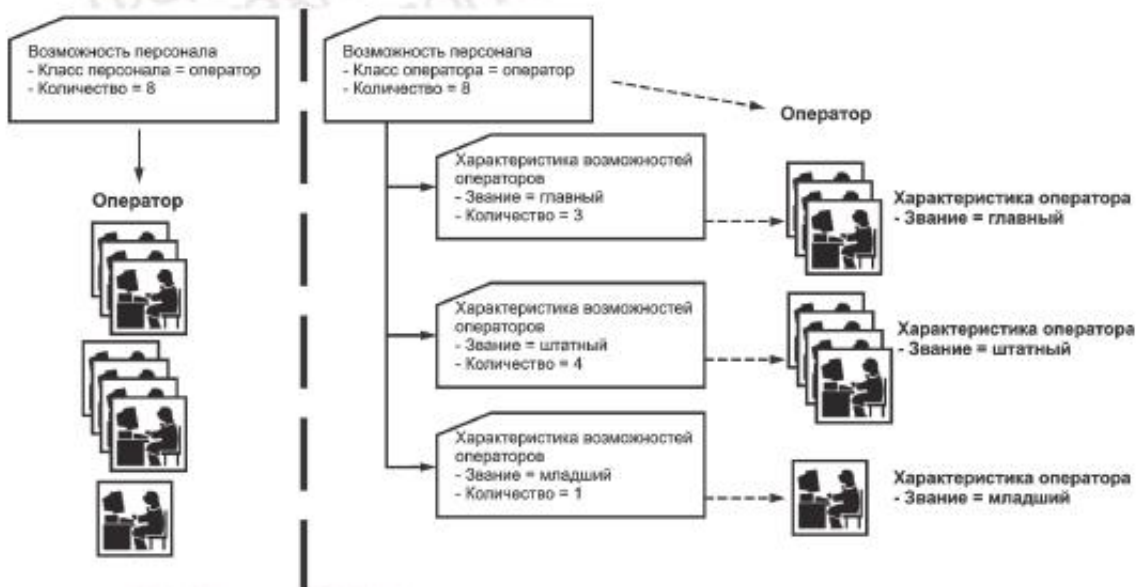 Возможность персонала
- Класс персонала = оператор
- Количество = 8
Оператор
Возможность персонала
- Класс оператора = оператор
- Количество = 8
Оператор
Характеристика возможностей
операторов
- Звание = главный
- Количество = 3
Характеристика оператора
- Звание = главный
Характеристика возможностей
операторов
- Звание = штатный
- Количество = 4
Характеристика оператора
- Звание = штатный
Характеристика возможностей
операторов
- Звание = младший
- Количество = 1
Характеристика оператора
- Звание = младший